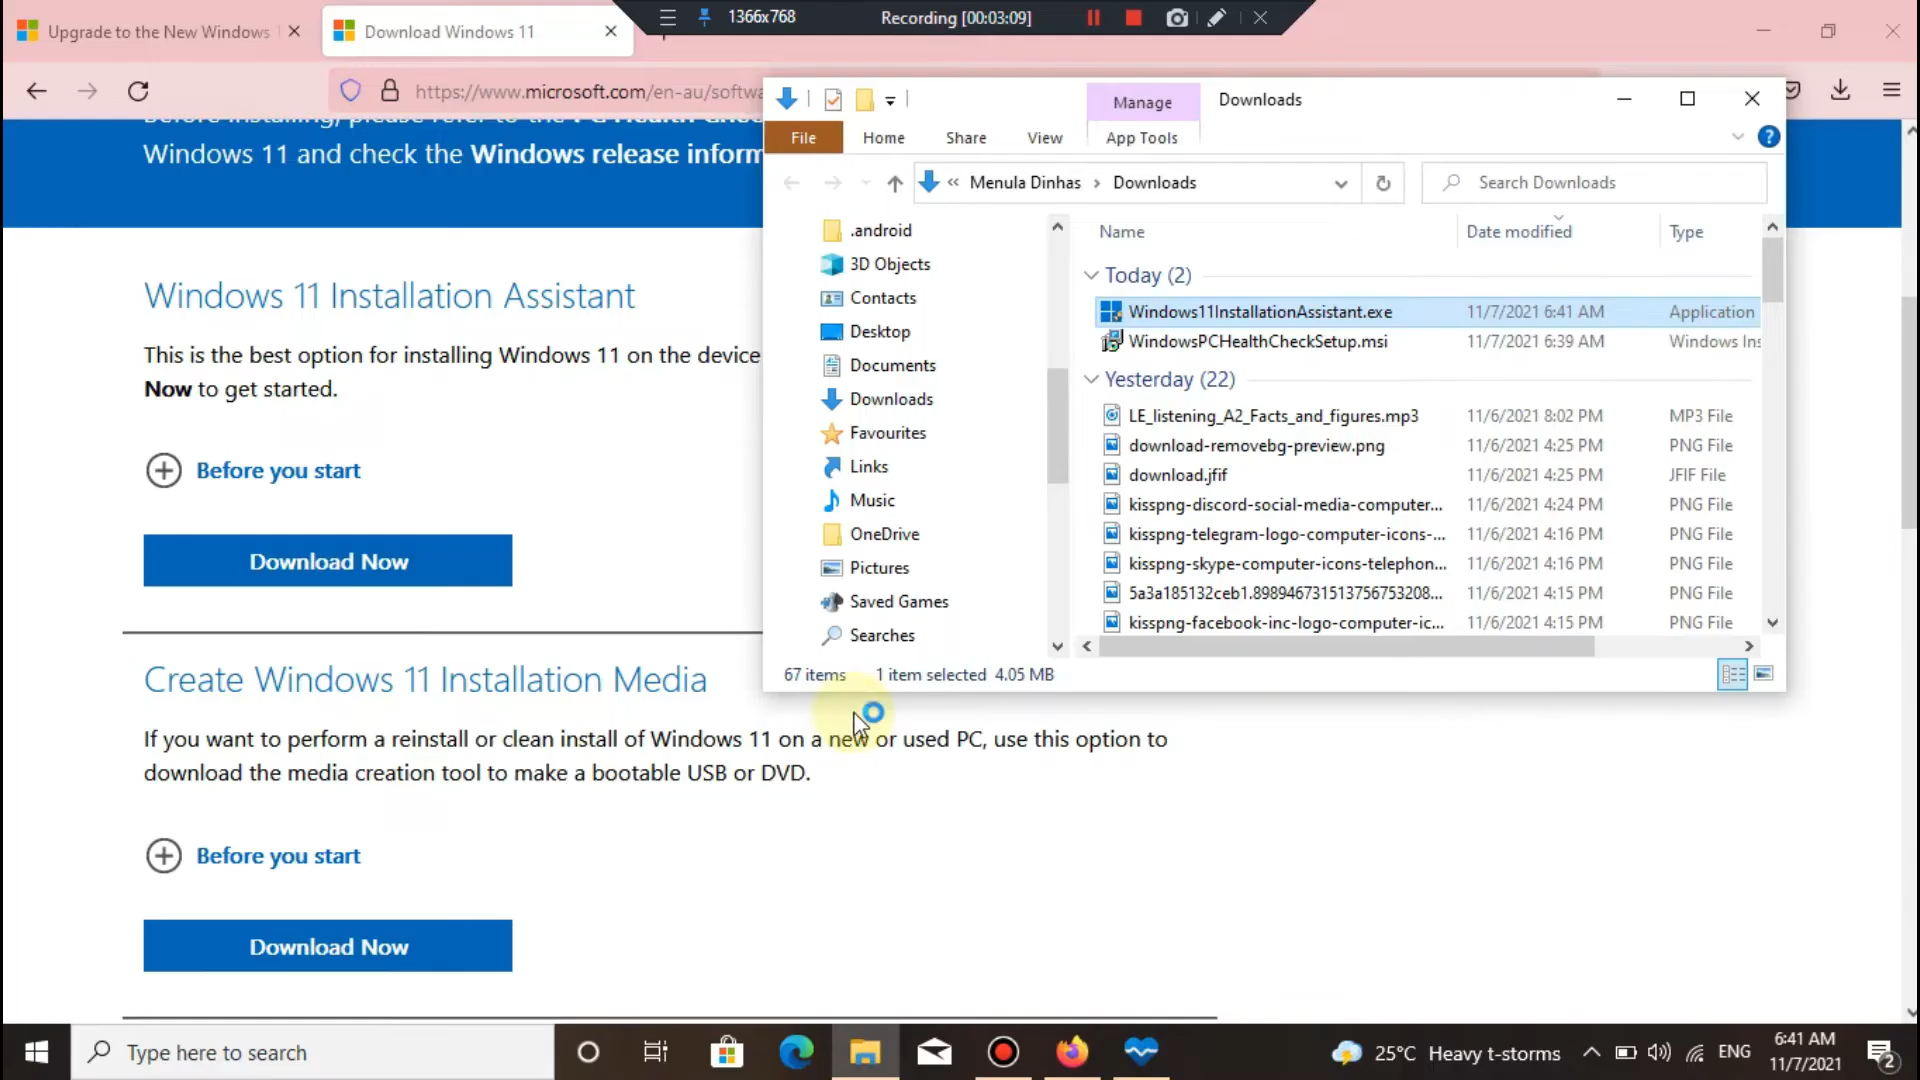 1366x768
Recording [00:03:09]
Upgrade to the New Windows 1
Download Windows 11
https://www.microsoft.com/en-au/softwa
Windows 11 and check the Windows release inform
Manage
Downloads
File
Home
Share
View
App Tools
« Menula Dinhas > Downloads
Search Downloads
.android
3D Objects
Contacts
Desktop
Documents
Downloads
Favourites
Links
Music
OneDrive
Pictures
Saved Games
Searches
Name Date modified Type
Today (2)
Windows11InstallationAssistant.exe 11/7/2021 6:41 AM Application
WindowsPCHealthCheckSetup.msi 11/7/2021 6:39 AM Windows Ins
Yesterday (22)
LE_listening_A2_Facts_and_figures.mp3 11/6/2021 8:02 PM MP3 File
download-removebg-preview.png 11/6/2021 4:25 PM PNG File
download.jfif 11/6/2021 4:25 PM JFIF File
kisspng-discord-social-media-computer... 11/6/2021 4:24 PM PNG File
kisspng-telegram-logo-computer-icons-... 11/6/2021 4:16 PM PNG File
kisspng-skype-computer-icons-telephon... 11/6/2021 4:16 PM PNG File
5a3a185132ceb1.898946731513756753208... 11/6/2021 4:15 PM PNG File
kisspng-facebook-inc-logo-computer-ic... 11/6/2021 4:15 PM PNG File
67 items 1 item selected 4.05 MB
Windows 11 Installation Assistant
This is the best option for installing Windows 11 on the device
Now to get started.
Before you start
Download Now
Create Windows 11 Installation Media
If you want to perform a reinstall or clean install of Windows 11 on a new or used PC, use this option to
download the media creation tool to make a bootable USB or DVD.
Before you start
Download Now
Type here to search
25°C Heavy t-storms
ENG
6:41 AM
11/7/2021
2